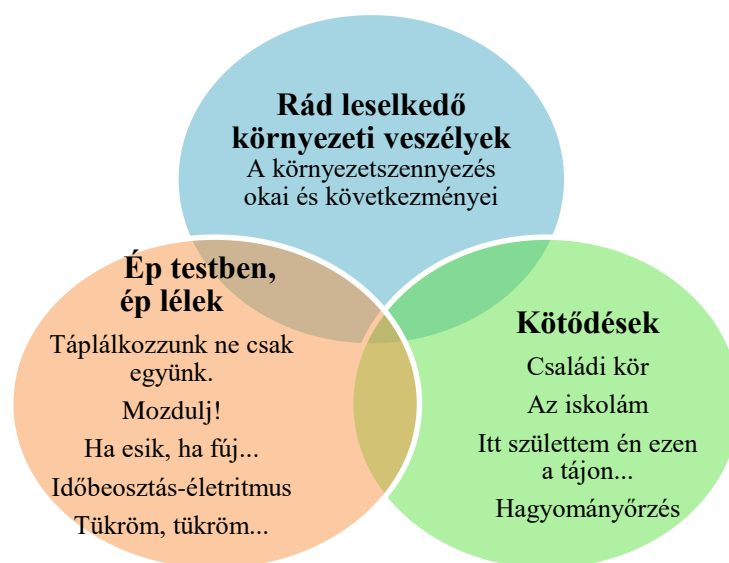 Rád leselkedő
környezeti veszélyek
A környezetszennyezés
okai és következményei
Ép testben,
ép lélek
Táplálkozzunk ne csak
együnk.
Mozdulj!
Ha esik, ha fúj...
Időbeosztás-életritmus
Tükröm, tükröm...
Kötődések
Családi kör
Az iskolám
Itt születtem én ezen
a tájon...
Hagyományőrzés